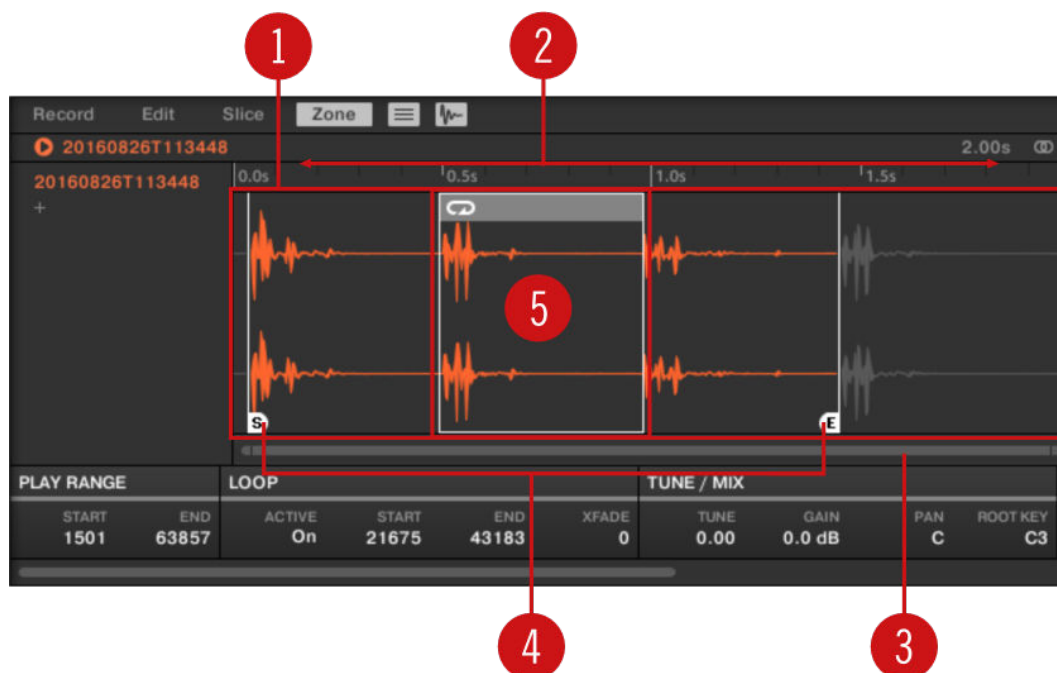 1 2
Record Edit Slice Zone
20160826T113448 2.00s
20160826T113448 0.0s 0.5s 1.0s 1.5s
+
5
S E
PLAY RANGE LOOP TUNE / MIX
START END ACTIVE START END XFADE TUNE GAIN PAN ROOT KEY
1501 63857 On 21675 43183 0 0.00 0.0 dB C C3
4 3